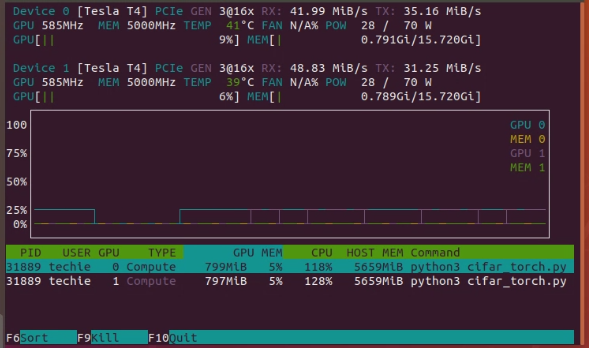 Device 0 [Tesla T4] PCIe GEN 3@16x RX: 41.99 MiB/s TX: 35.16 MiB/s
GPU 585MHz MEM 5000MHz TEMP 41°C FAN N/A% POW 28 / 70 W
GPU[|| 9%] MEM[| 0.791Gi/15.720Gi]
Device 1 [Tesla T4] PCIe GEN 3@16x RX: 48.83 MiB/s TX: 31.25 MiB/s
GPU 585MHz MEM 5000MHz TEMP 39°C FAN N/A% POW 28 / 70 W
GPU[|| 6%] MEM[| 0.789Gi/15.720Gi]
100 GPU 0
MEM 0
75% GPU 1
MEM 1
50%
25%
0%
PID USER GPU TYPE GPU MEM CPU HOST MEM Command
31889 techie 0 Compute 799MiB 5% 118% 5659MiB python3 cifar_torch.py
31889 techie 1 Compute 797MiB 5% 128% 5659MiB python3 cifar_torch.py
F6Sort F9Kill F10Quit